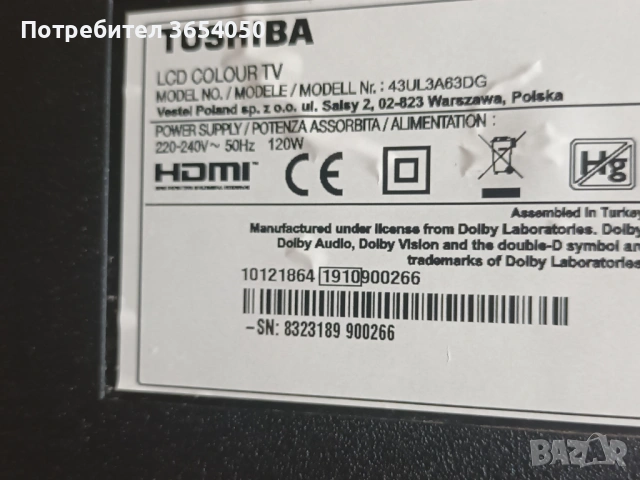 Потребител 3654050
TOSHIBA
LCD COLOUR TV
MODEL NO. / MODELE / MODELL Nr. : 43UL3A63DG
Vestel Poland sp. z o.o. ul. Salsy 2, 02-823 Warszawa, Polska
POWER SUPPLY / POTENZA ASSORBITA / ALIMENTATION :
220-240V ~ 50Hz 120W
HDMI CE Hg
Assembled in Turkey
Manufactured under license from Dolby Laboratories. Dolby
Dolby Audio, Dolby Vision and the double-D symbol are
trademarks of Dolby Laboratories.
10121864 1910 900266
-SN: 8323189 900266
BAZAR